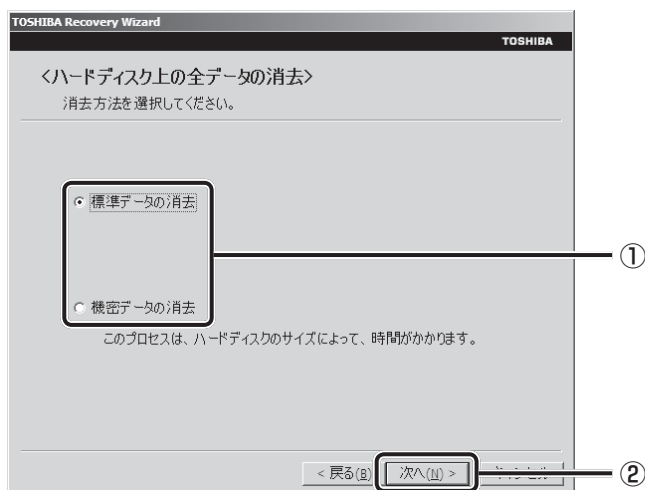 TOSHIBA Recovery Wizard
TOSHIBA
<ハードディスク上の全データの消去>
消去方法を選択してください。
標準データの消去
①
機密データの消去
このプロセスは、ハードディスクのサイズによって、時間がかかります。
< 戻る(B) 次へ(N) > ②